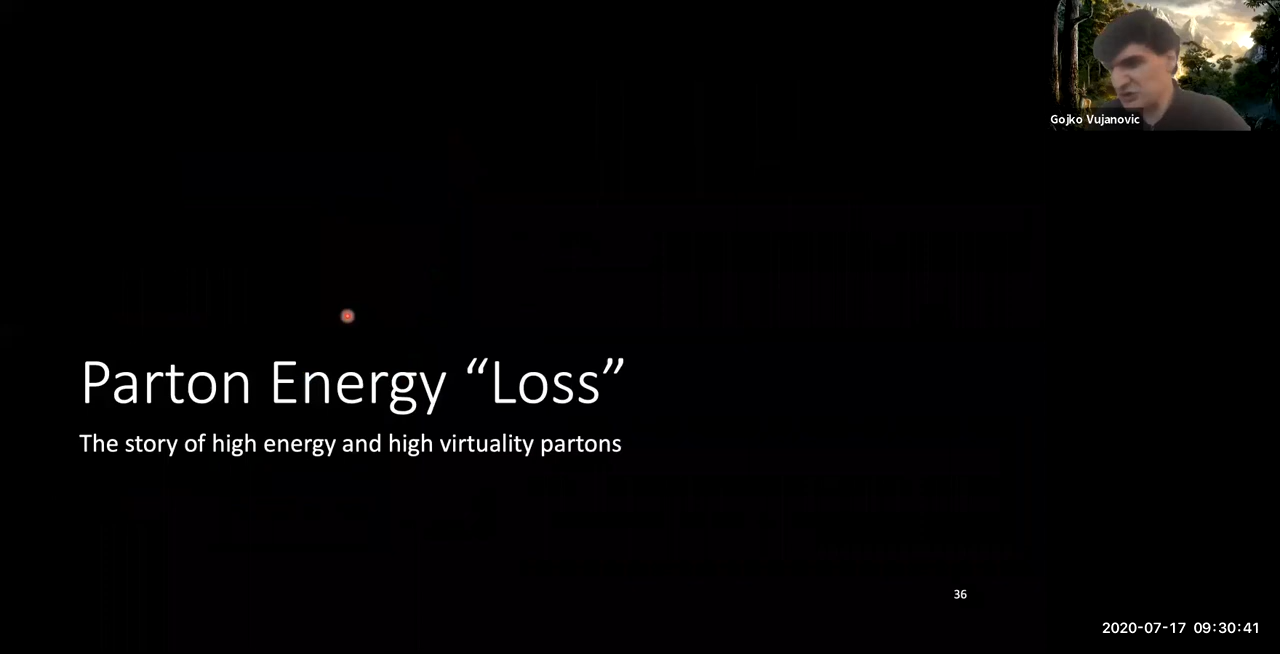 Gojko Vujanovic
Parton Energy “Loss”
The story of high energy and high virtuality partons
36
2020-07-17 09:30:41